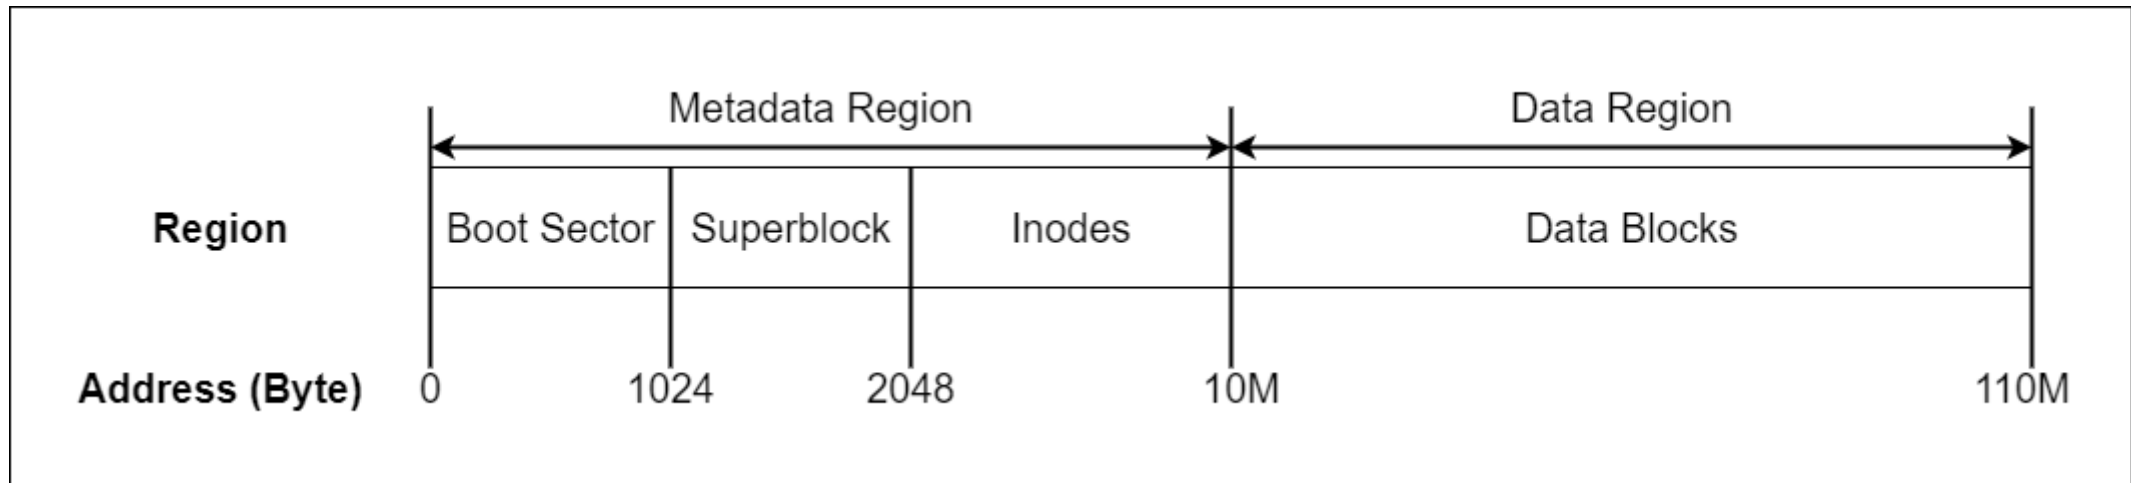 Metadata Region Data Region
Region Boot Sector Superblock Inodes Data Blocks
Address (Byte) 0 1024 2048 10M 110M